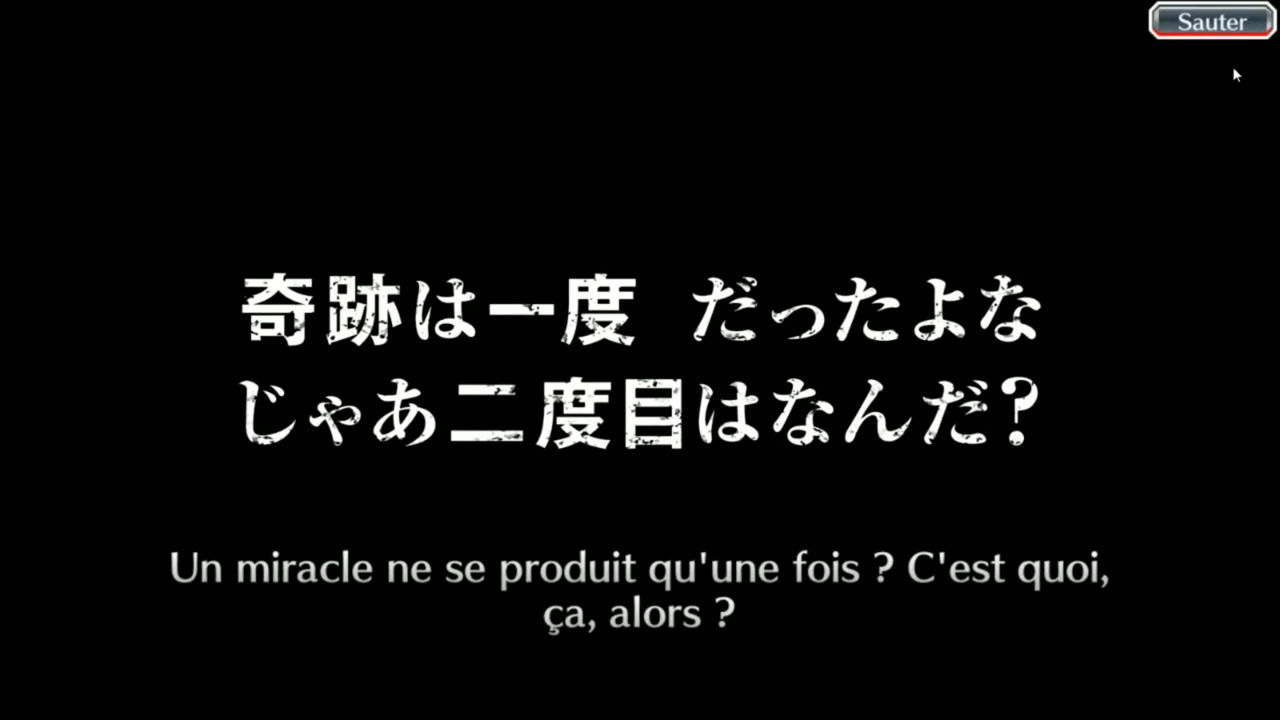 Sauter
奇跡は一度 だったよな
じゃあ二度目はなんだ?
Un miracle ne se produit qu'une fois ? C'est quoi,
ça, alors ?